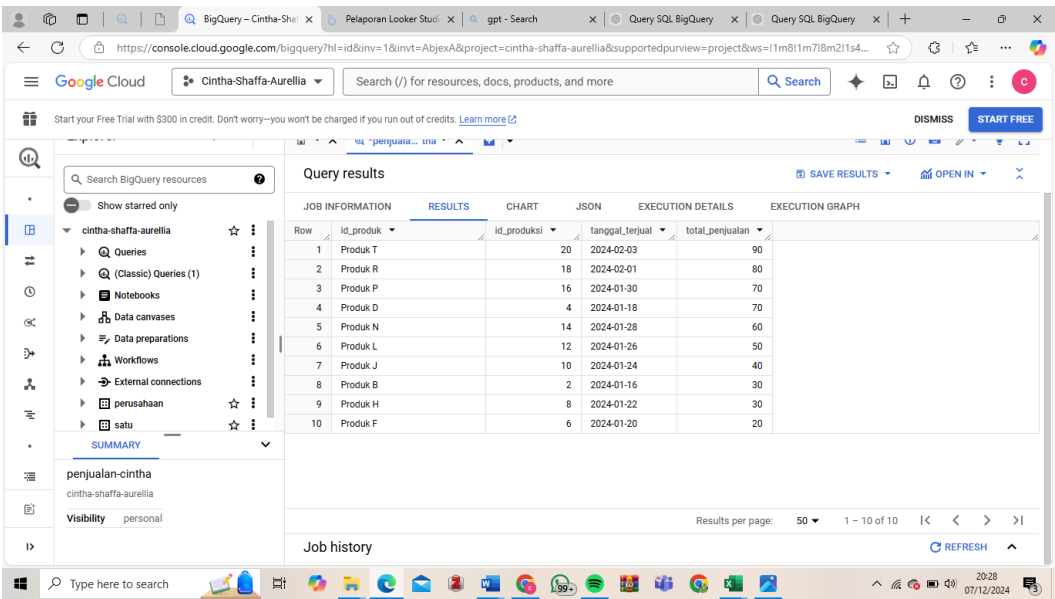 BigQuery – Cintha-Shaf
Pelaporan Looker Studi
gpt - Search
Query SQL BigQuery
Query SQL BigQuery
https://console.cloud.google.com/bigquery?hl=id&inv=1&invt=AbjexA&project=cintha-shaffa-aurellia&supportedpurview=project&ws=!1m8!1m7!8m2!1s4...
Google Cloud
Cintha-Shaffa-Aurellia
Search (/) for resources, docs, products, and more
Search
C
Start your Free Trial with $300 in credit. Don't worry—you won't be charged if you run out of credits. Learn more
DISMISS
START FREE
Search BigQuery resources
Show starred only
cintha-shaffa-aurellia
Queries
(Classic) Queries (1)
Notebooks
Data canvases
Data preparations
Workflows
External connections
perusahaan
satu
SUMMARY
penjualan-cintha
cintha-shaffa-aurellia
Visibility personal
*penjuala... tha
Query results
SAVE RESULTS
OPEN IN
JOB INFORMATION RESULTS CHART JSON EXECUTION DETAILS EXECUTION GRAPH
Row id_produk id_produksi tanggal_terjual total_penjualan
1 Produk T 20 2024-02-03 90
2 Produk R 18 2024-02-01 80
3 Produk P 16 2024-01-30 70
4 Produk D 4 2024-01-18 70
5 Produk N 14 2024-01-28 60
6 Produk L 12 2024-01-26 50
7 Produk J 10 2024-01-24 40
8 Produk B 2 2024-01-16 30
9 Produk H 8 2024-01-22 30
10 Produk F 6 2024-01-20 20
Results per page: 50 1 – 10 of 10
Job history
REFRESH
Type here to search
99+
20:28
07/12/2024
3